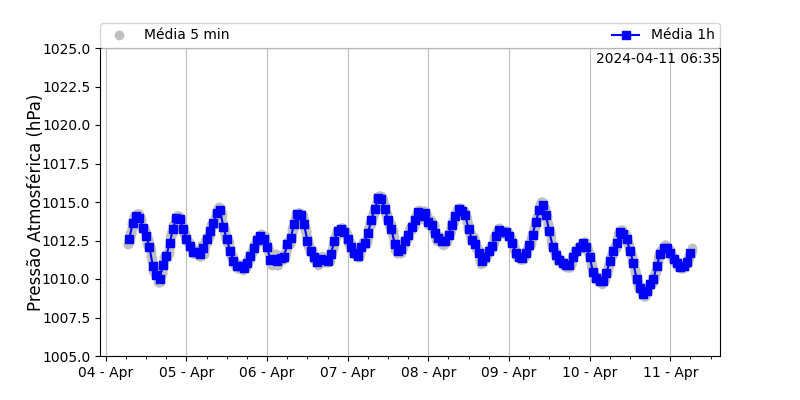 Média 5 min
Média 1h
2024-04-11 06:35
Pressão Atmosférica (hPa)
1025.0
1022.5
1020.0
1017.5
1015.0
1012.5
1010.0
1007.5
1005.0
04 - Apr
05 - Apr
06 - Apr
07 - Apr
08 - Apr
09 - Apr
10 - Apr
11 - Apr